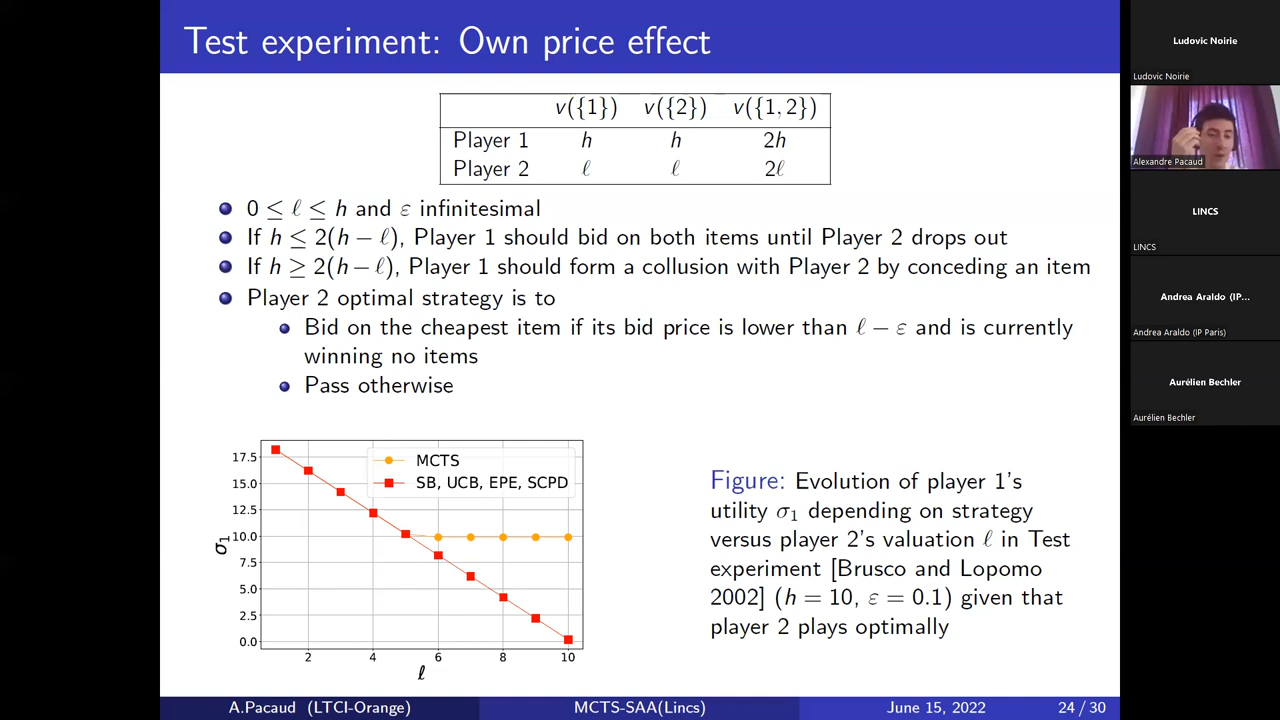 Test experiment: Own price effect
v({1}) v({2}) v({1, 2})
Player 1 h h 2h
Player 2 ℓ ℓ 2ℓ
0 ≤ ℓ ≤ h and ε infinitesimal
If h ≤ 2(h − ℓ), Player 1 should bid on both items until Player 2 drops out
If h ≥ 2(h − ℓ), Player 1 should form a collusion with Player 2 by conceding an item
Player 2 optimal strategy is to
Bid on the cheapest item if its bid price is lower than ℓ − ε and is currently
winning no items
Pass otherwise
MCTS
SB, UCB, EPE, SCPD
17.5
15.0
12.5
10.0
7.5
5.0
2.5
0.0
σ1
2 4 6 8 10
ℓ
Figure: Evolution of player 1's
utility σ1 depending on strategy
versus player 2's valuation ℓ in Test
experiment [Brusco and Lopomo
2002] (h = 10, ε = 0.1) given that
player 2 plays optimally
A.Pacaud (LTCI-Orange) MCTS-SAA(Lincs) June 15, 2022 24 / 30
Ludovic Noirie
Ludovic Noirie
Alexandre Pacaud
LINCS
LINCS
Andrea Araldo (IP...
Andrea Araldo (IP Paris)
Aurélien Bechler
Aurélien Bechler